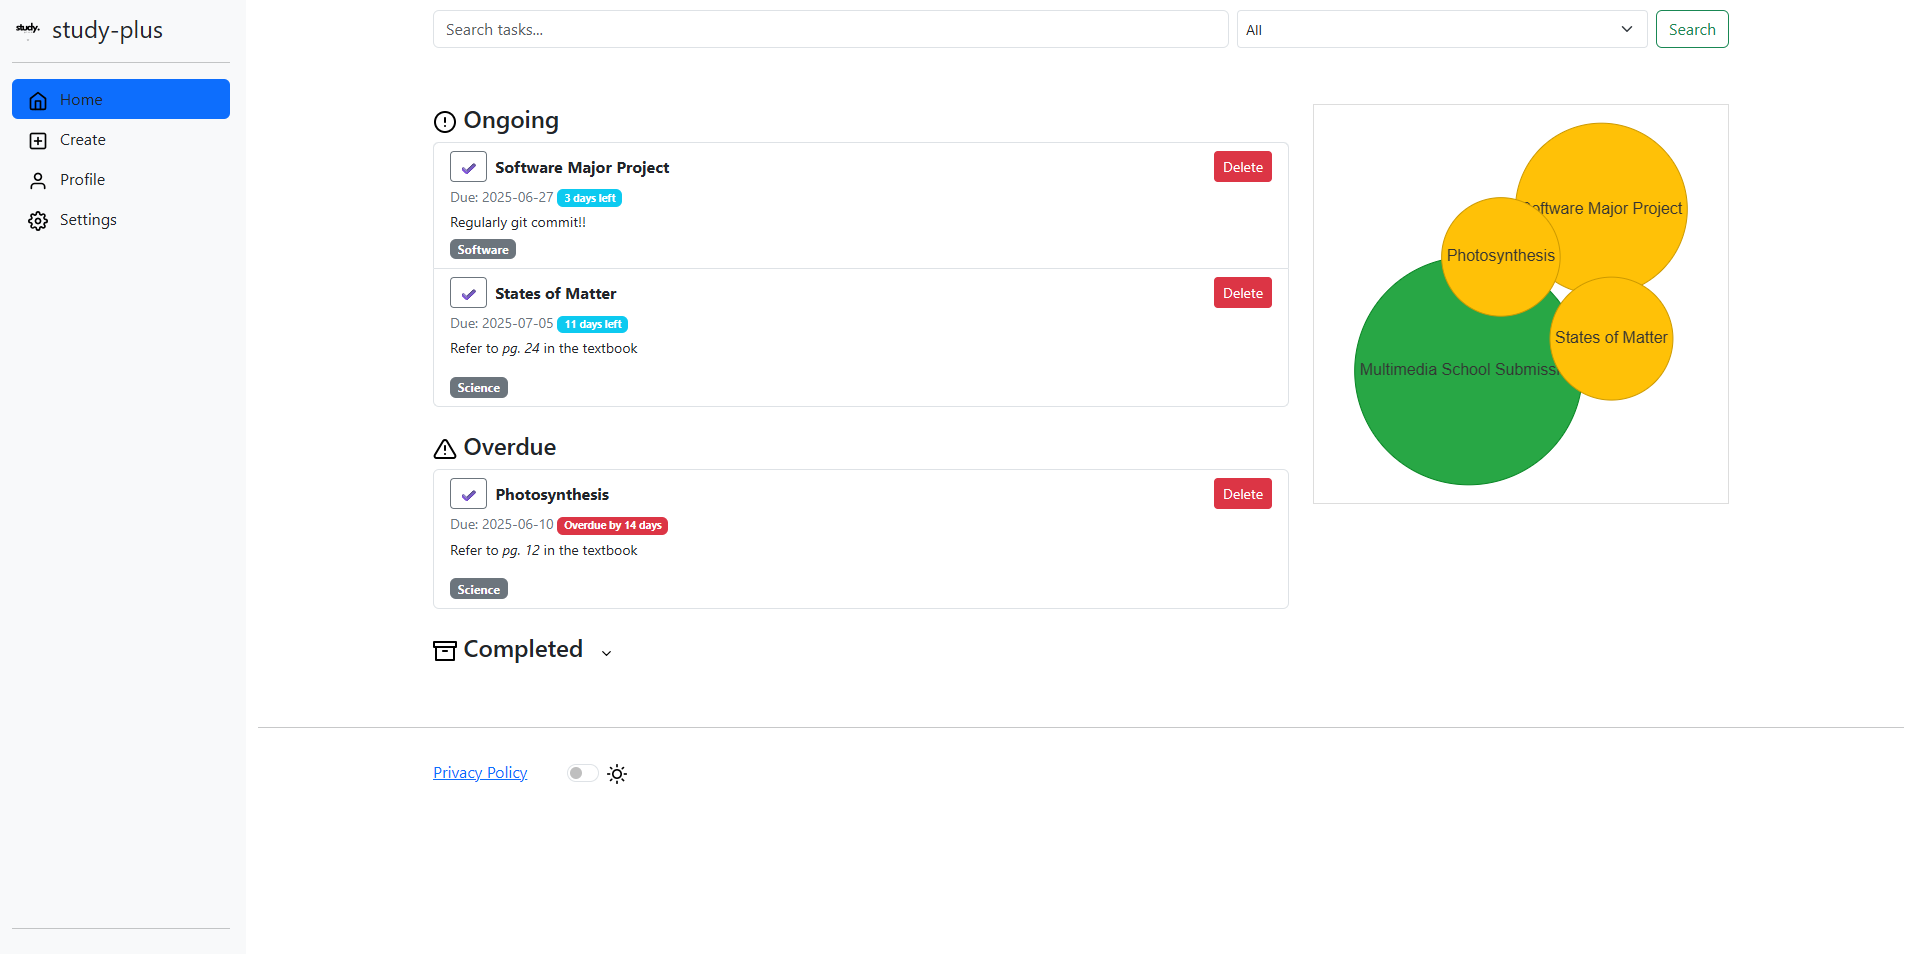 study.
study-plus
Home
Create
Profile
Settings
Search tasks...
All
Search
Ongoing
Software Major Project
Delete
Due: 2025-06-27 3 days left
Regularly git commit!!
Software
States of Matter
Delete
Due: 2025-07-05 11 days left
Refer to pg. 24 in the textbook
Science
Overdue
Photosynthesis
Delete
Due: 2025-06-10 Overdue by 14 days
Refer to pg. 12 in the textbook
Science
Completed
oftware Major Project
Photosynthesis
States of Matter
Multimedia School Submiss
Privacy Policy